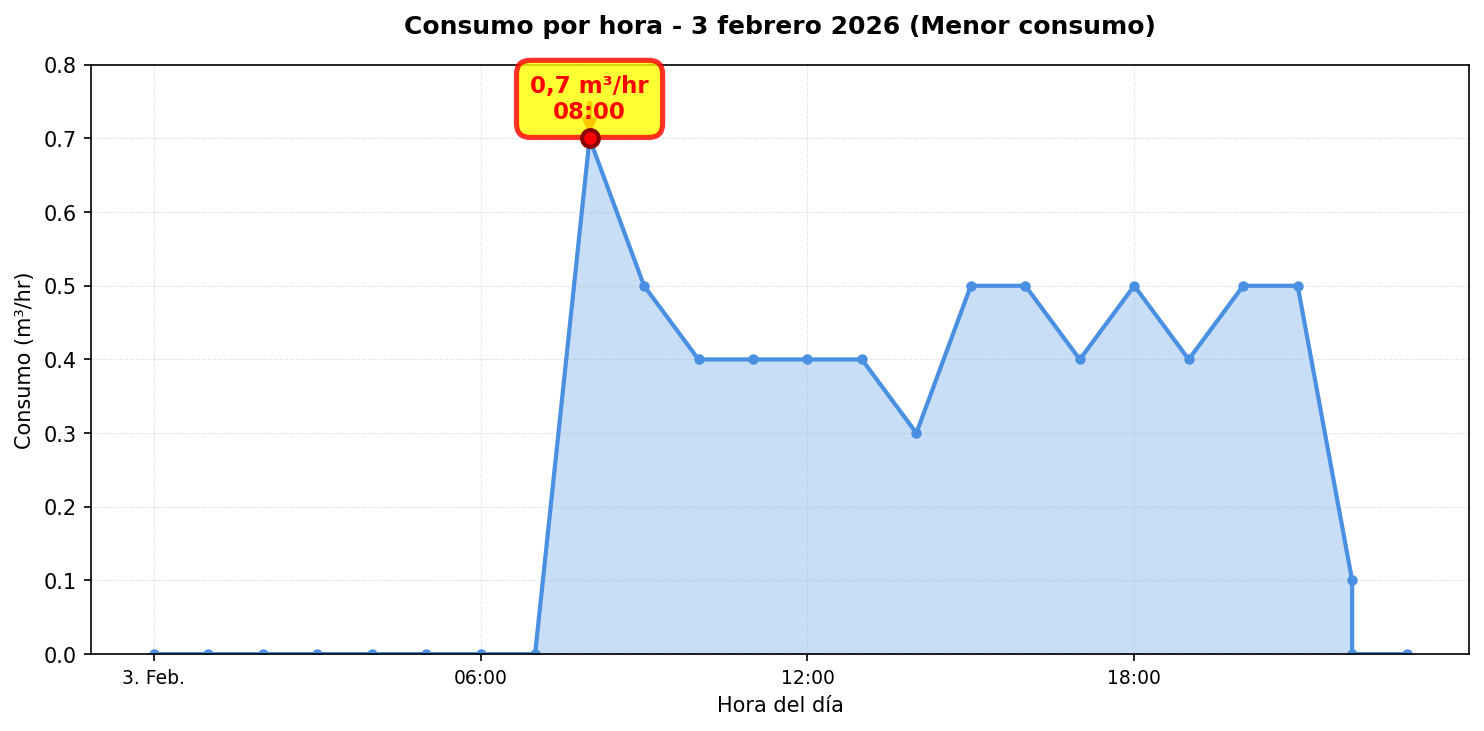 Consumo por hora - 3 febrero 2026 (Menor consumo)
0,7 m³/hr
08:00
Consumo (m³/hr)
0.8
0.7
0.6
0.5
0.4
0.3
0.2
0.1
0.0
3. Feb.
06:00
12:00
18:00
Hora del día